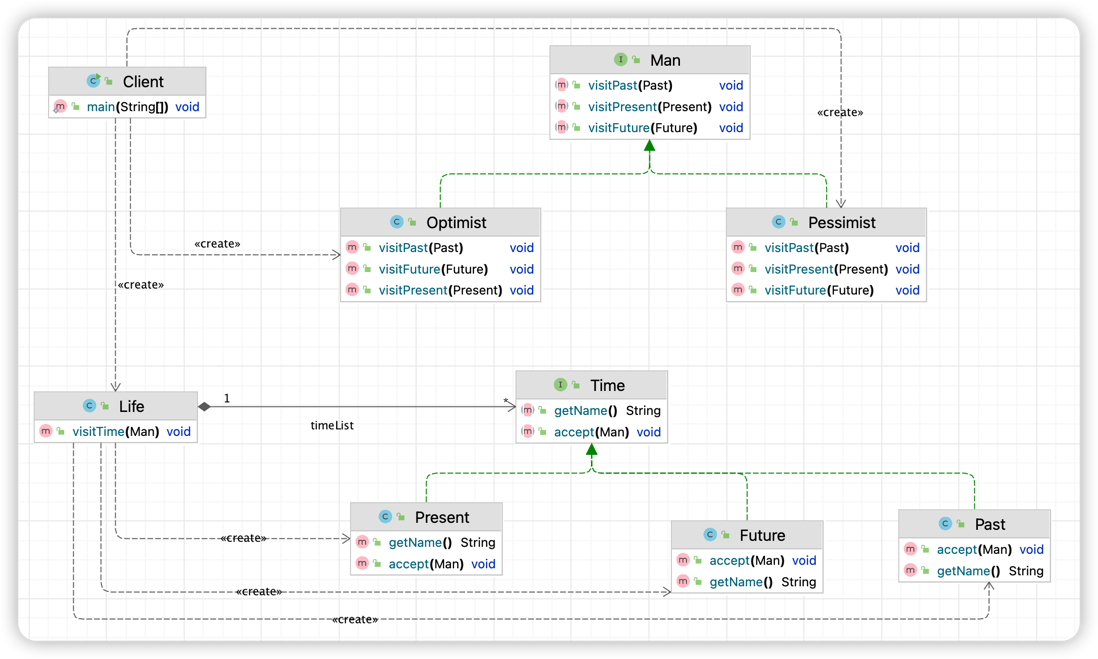 Client
main(String[]) void
Man
visitPast(Past) void
visitPresent(Present) void
visitFuture(Future) void
«create»
Optimist
visitPast(Past) void
visitFuture(Future) void
visitPresent(Present) void
Pessimist
visitPast(Past) void
visitPresent(Present) void
visitFuture(Future) void
«create»
«create»
Life
visitTime(Man) void
1
*
timeList
Time
getName() String
accept(Man) void
Present
getName() String
accept(Man) void
Future
accept(Man) void
getName() String
Past
accept(Man) void
getName() String
«create»
«create»
«create»